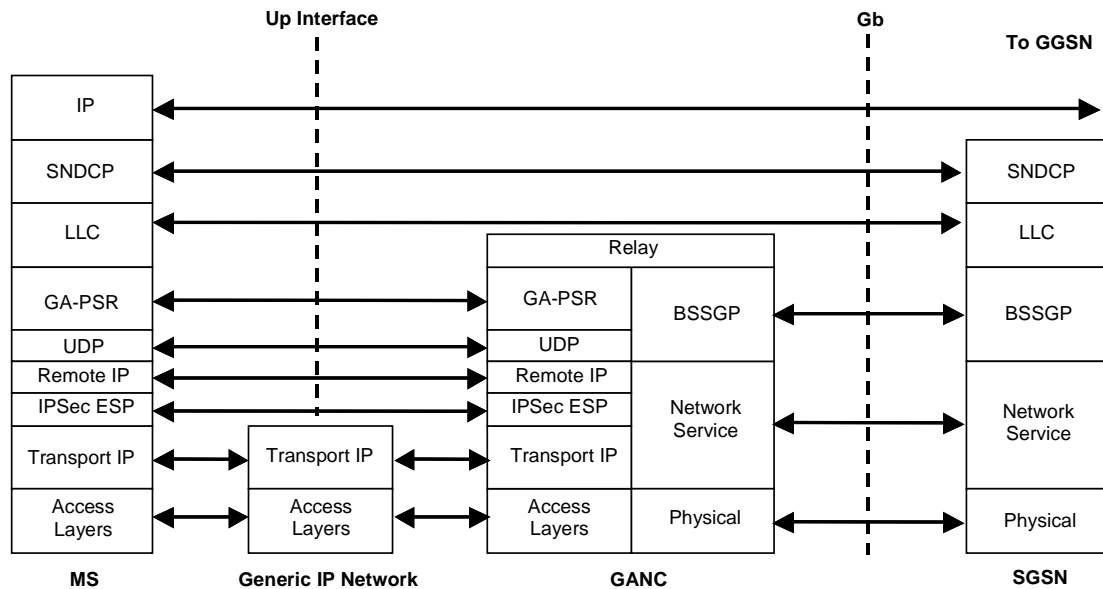 Up Interface
Gb
To GGSN
IP
SNDCP
SNDCP
LLC
LLC
Relay
GA-PSR
GA-PSR
BSSGP
BSSGP
UDP
UDP
Remote IP
Remote IP
IPSec ESP
IPSec ESP
Network
Service
Network
Service
Transport IP
Transport IP
Transport IP
Access
Layers
Access
Layers
Access
Layers
Physical
Physical
MS
Generic IP Network
GANC
SGSN